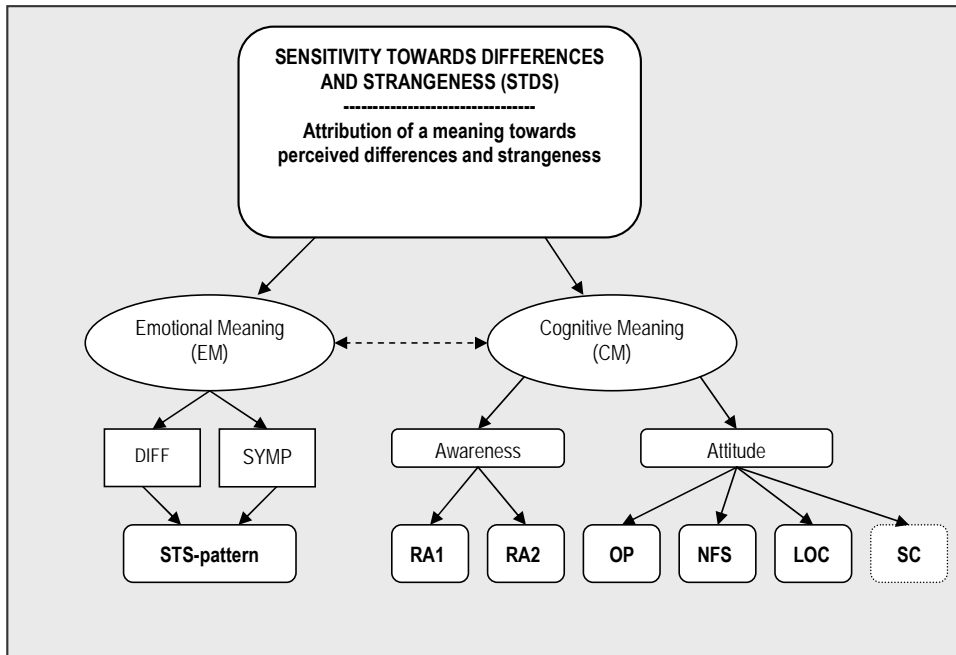 SENSITIVITY TOWARDS DIFFERENCES
AND STRANGENESS (STDS)
----------------------------------
Attribution of a meaning towards
perceived differences and strangeness
Emotional Meaning
(EM)
Cognitive Meaning
(CM)
DIFF
SYMP
Awareness
Attitude
STS-pattern
RA1
RA2
OP
NFS
LOC
SC